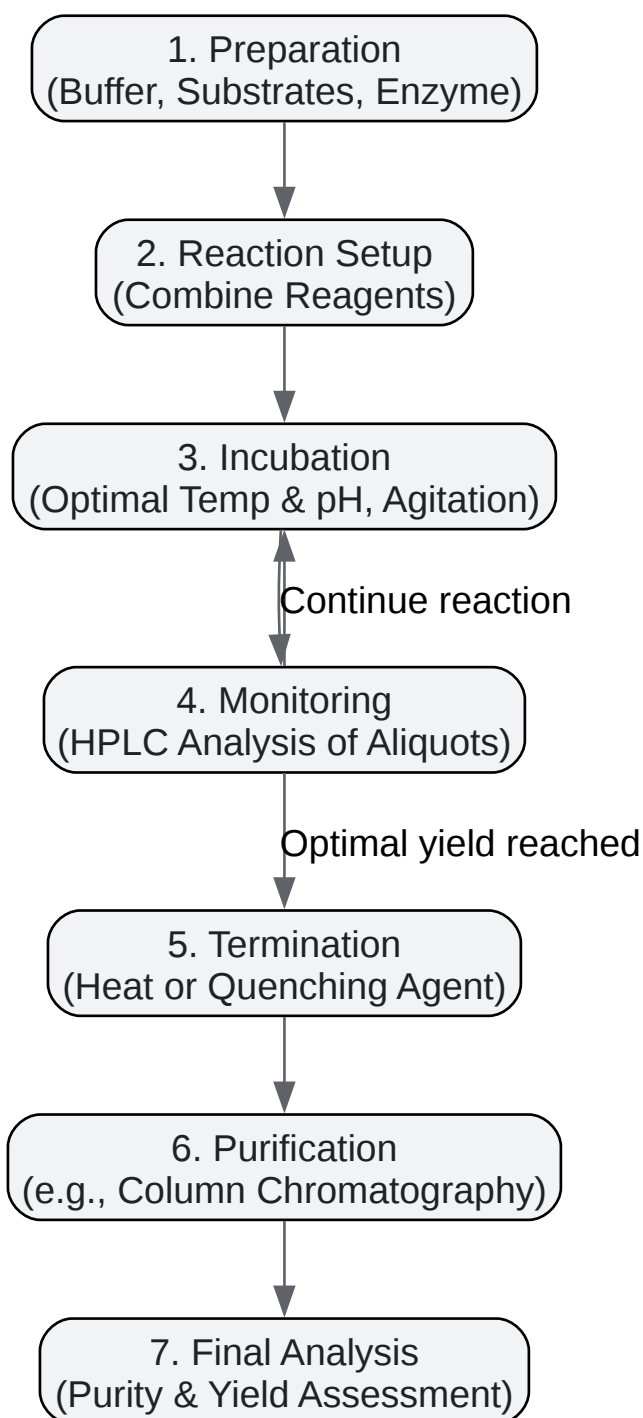 1. Preparation
(Buffer, Substrates, Enzyme)
2. Reaction Setup
(Combine Reagents)
3. Incubation
(Optimal Temp & pH, Agitation)
Continue reaction
4. Monitoring
(HPLC Analysis of Aliquots)
Optimal yield reached
5. Termination
(Heat or Quenching Agent)
6. Purification
(e.g., Column Chromatography)
7. Final Analysis
(Purity & Yield Assessment)